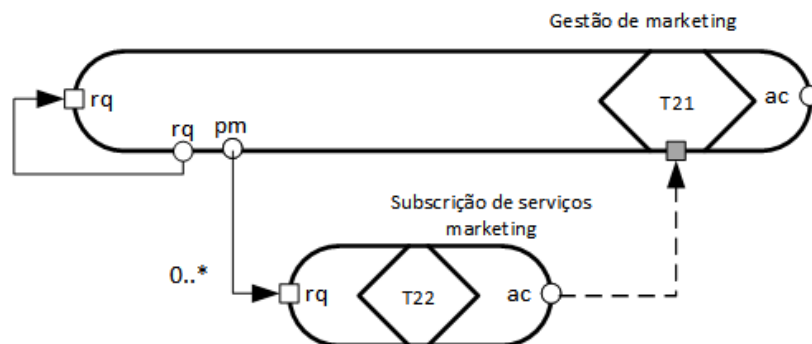 Gestão de marketing
rq
T21
ac
rq
pm
Subscrição de serviços
marketing
0..*
rq
T22
ac